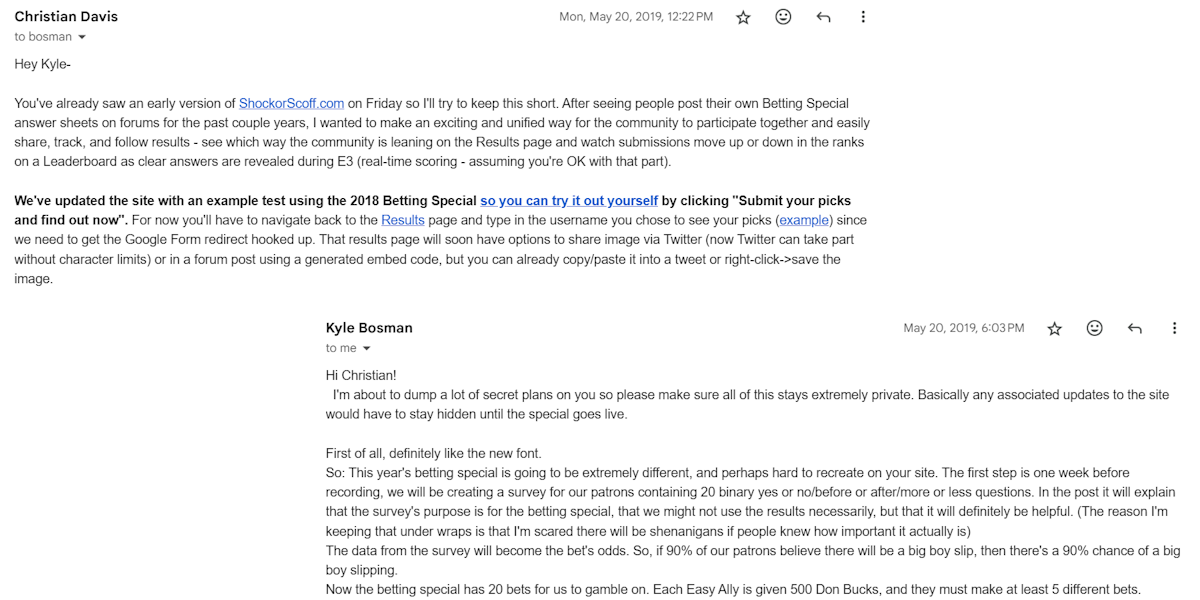 Christian Davis
Mon, May 20, 2019, 12:22 PM
to bosman
Hey Kyle-
You've already saw an early version of ShockorScoff.com on Friday so I'll try to keep this short. After seeing people post their own Betting Special
answer sheets on forums for the past couple years, I wanted to make an exciting and unified way for the community to participate together and easily
share, track, and follow results - see which way the community is leaning on the Results page and watch submissions move up or down in the ranks
on a Leaderboard as clear answers are revealed during E3 (real-time scoring - assuming you're OK with that part).
We've updated the site with an example test using the 2018 Betting Special so you can try it out yourself by clicking "Submit your picks
and find out now". For now you'll have to navigate back to the Results page and type in the username you chose to see your picks (example) since
we need to get the Google Form redirect hooked up. That results page will soon have options to share image via Twitter (now Twitter can take part
without character limits) or in a forum post using a generated embed code, but you can already copy/paste it into a tweet or right-click->save the
image.
Kyle Bosman
May 20, 2019, 6:03 PM
to me
Hi Christian!
I'm about to dump a lot of secret plans on you so please make sure all of this stays extremely private. Basically any associated updates to the site
would have to stay hidden until the special goes live.
First of all, definitely like the new font.
So: This year's betting special is going to be extremely different, and perhaps hard to recreate on your site. The first step is one week before
recording, we will be creating a survey for our patrons containing 20 binary yes or no/before or after/more or less questions. In the post it will explain
that the survey's purpose is for the betting special, that we might not use the results necessarily, but that it will definitely be helpful. (The reason I'm
keeping that under wraps is that I'm scared there will be shenanigans if people knew how important it actually is)
The data from the survey will become the bet's odds. So, if 90% of our patrons believe there will be a big boy slip, then there's a 90% chance of a big
boy slipping.
Now the betting special has 20 bets for us to gamble on. Each Easy Ally is given 500 Don Bucks, and they must make at least 5 different bets.